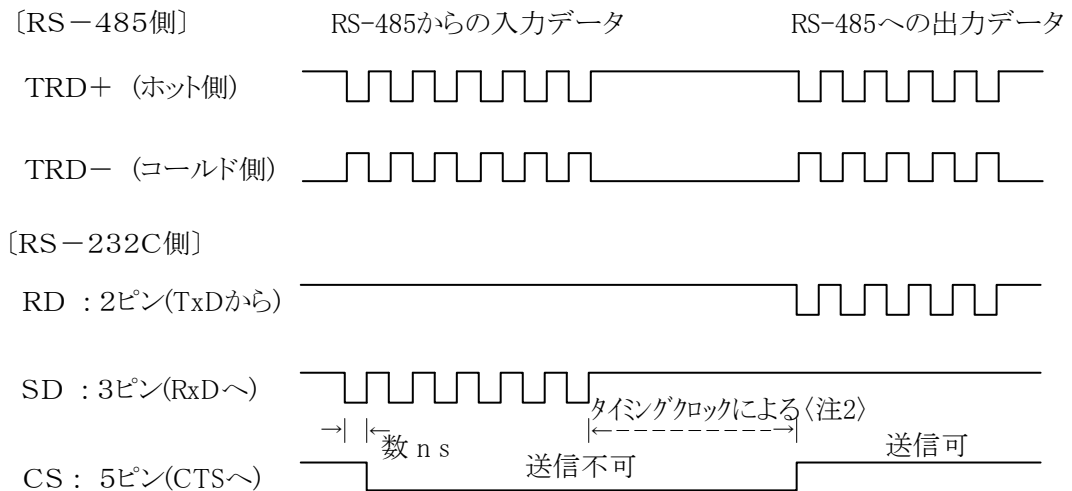 〔RS－485側〕 RS-485からの入力データ RS-485への出力データ
TRD＋ (ホット側)
TRD－ (コールド側)
〔RS－232C側〕
RD ：2ピン(TxDから)
SD ：3ピン(RxDへ)
タイミングクロックによる〈注2〉
→| |← 数ｎｓ |←--------→|
送信不可 送信可
CS： 5ピン(CTSへ)